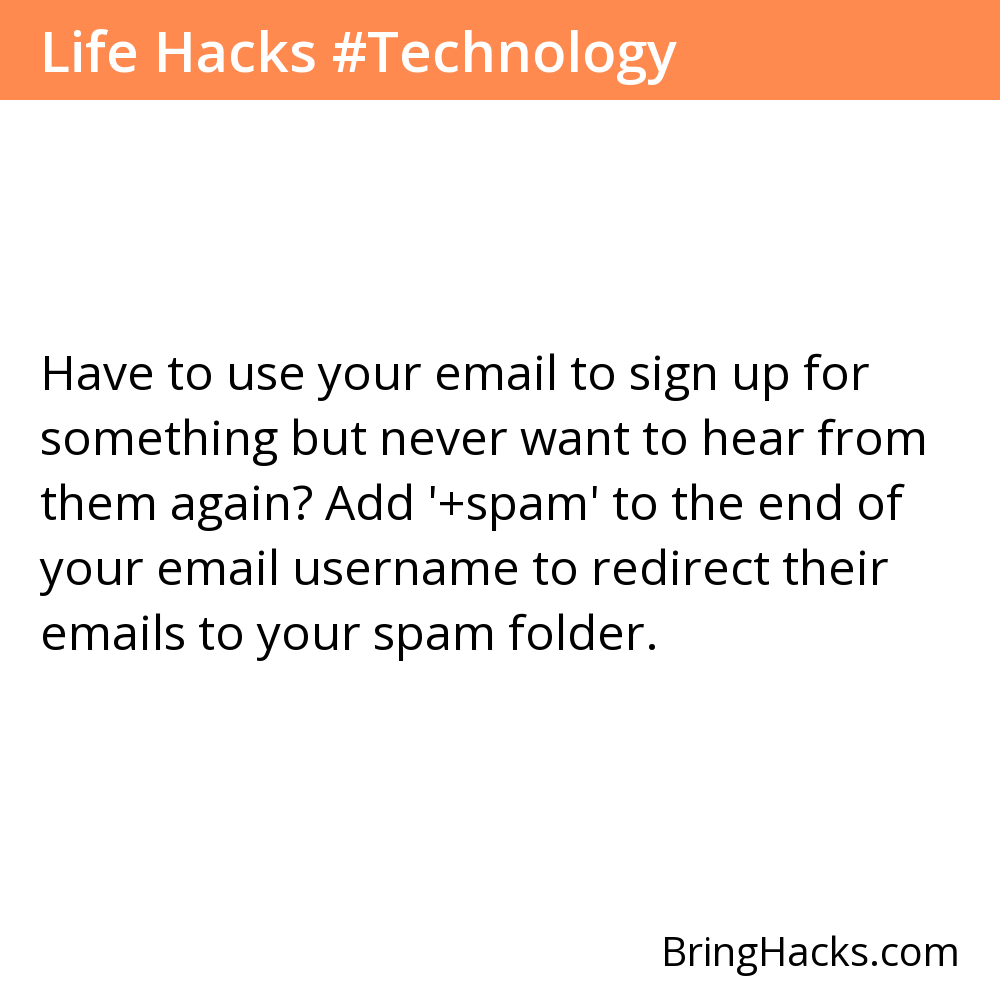 Life Hacks #Technology
Have to use your email to sign up for
something but never want to hear from
them again? Add '+spam' to the end of
your email username to redirect their
emails to your spam folder.
BringHacks.com